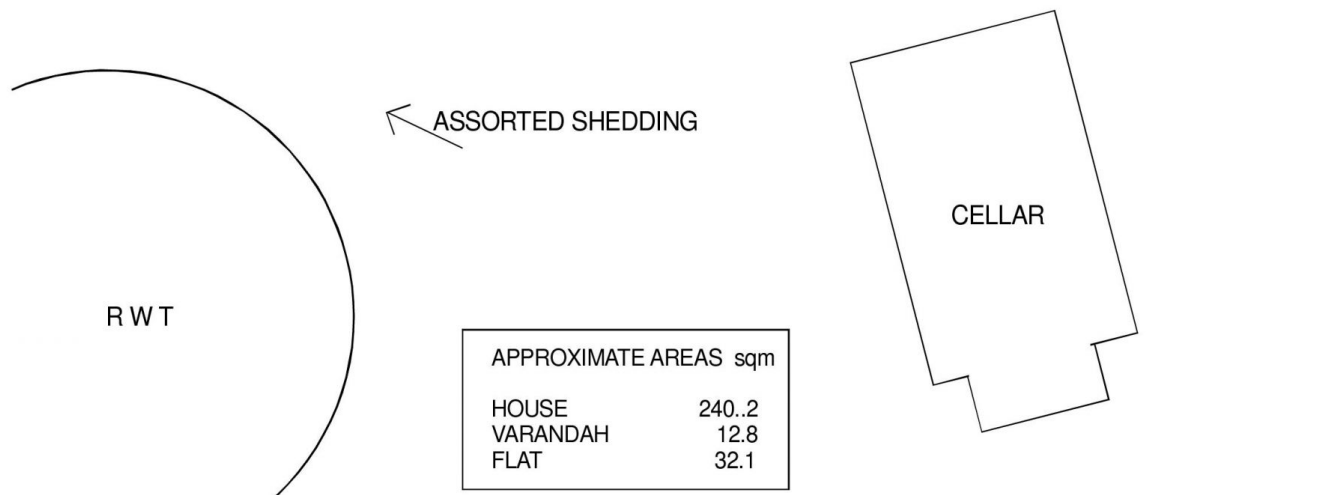 ASSORTED SHEDDING
CELLAR
R W T
APPROXIMATE AREAS sqm
HOUSE 240..2
VARANDAH 12.8
FLAT 32.1